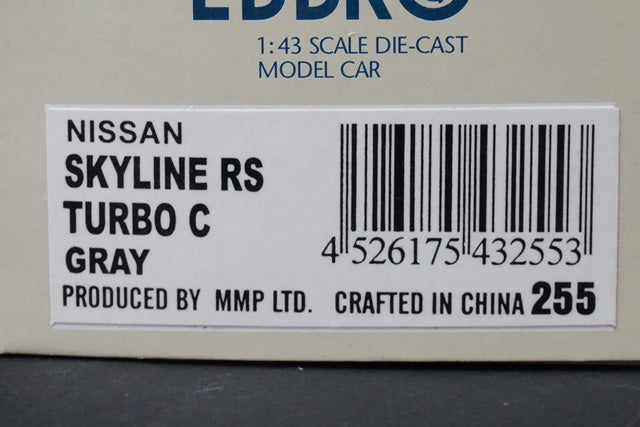 EBBRO
1:43 SCALE DIE-CAST
MODEL CAR
NISSAN
SKYLINE RS
TURBO C
GRAY
4 526175 432553
PRODUCED BY MMP LTD. CRAFTED IN CHINA 255